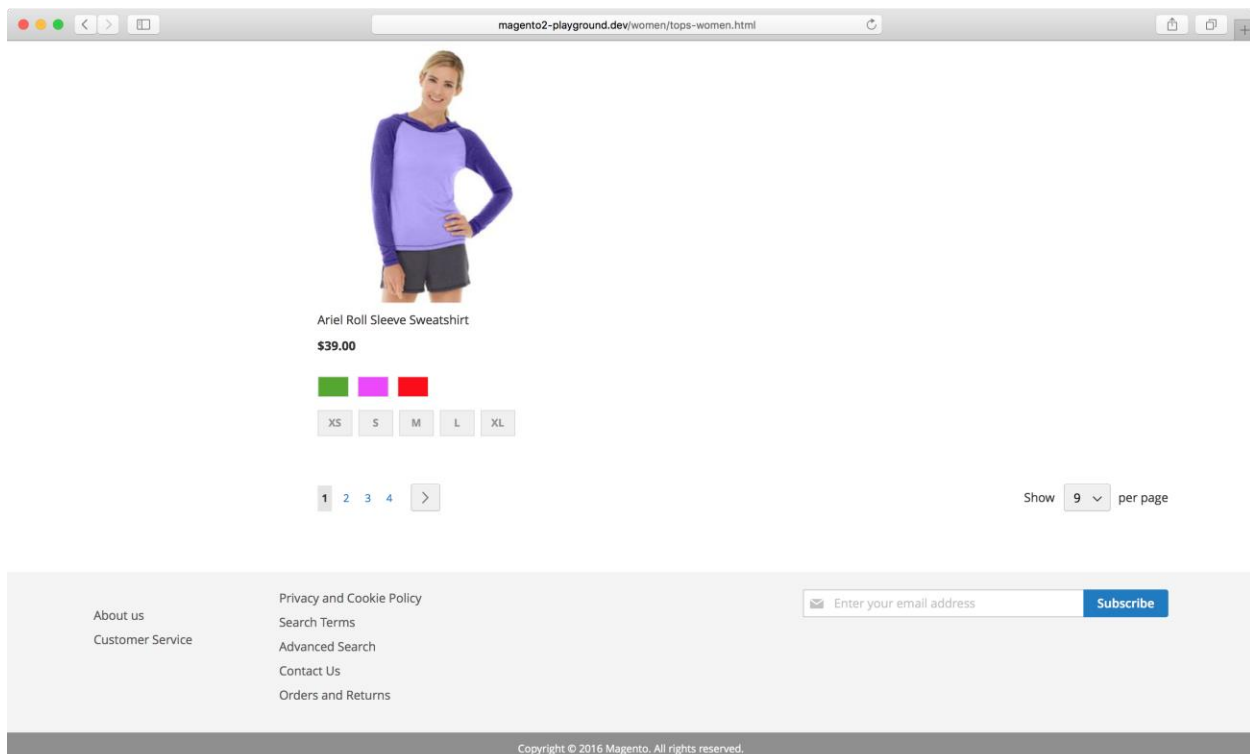 magento2-playground.dev/women/tops-women.html
Ariel Roll Sleeve Sweatshirt
$39.00
XS S M L XL
1 2 3 4 Show 9 per page
About us
Customer Service
Privacy and Cookie Policy
Search Terms
Advanced Search
Contact Us
Orders and Returns
Enter your email address Subscribe
Copyright © 2016 Magento. All rights reserved.